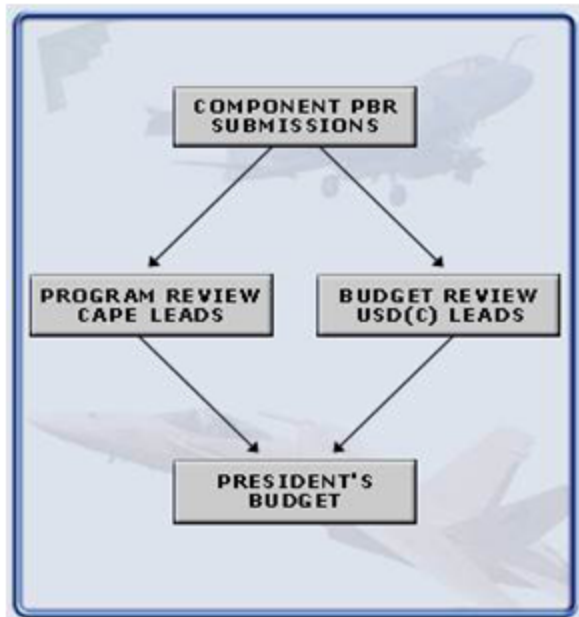 COMPONENT PBR
SUBMISSIONS
PROGRAM REVIEW
CAPE LEADS
BUDGET REVIEW
USD(C) LEADS
PRESIDENT'S
BUDGET